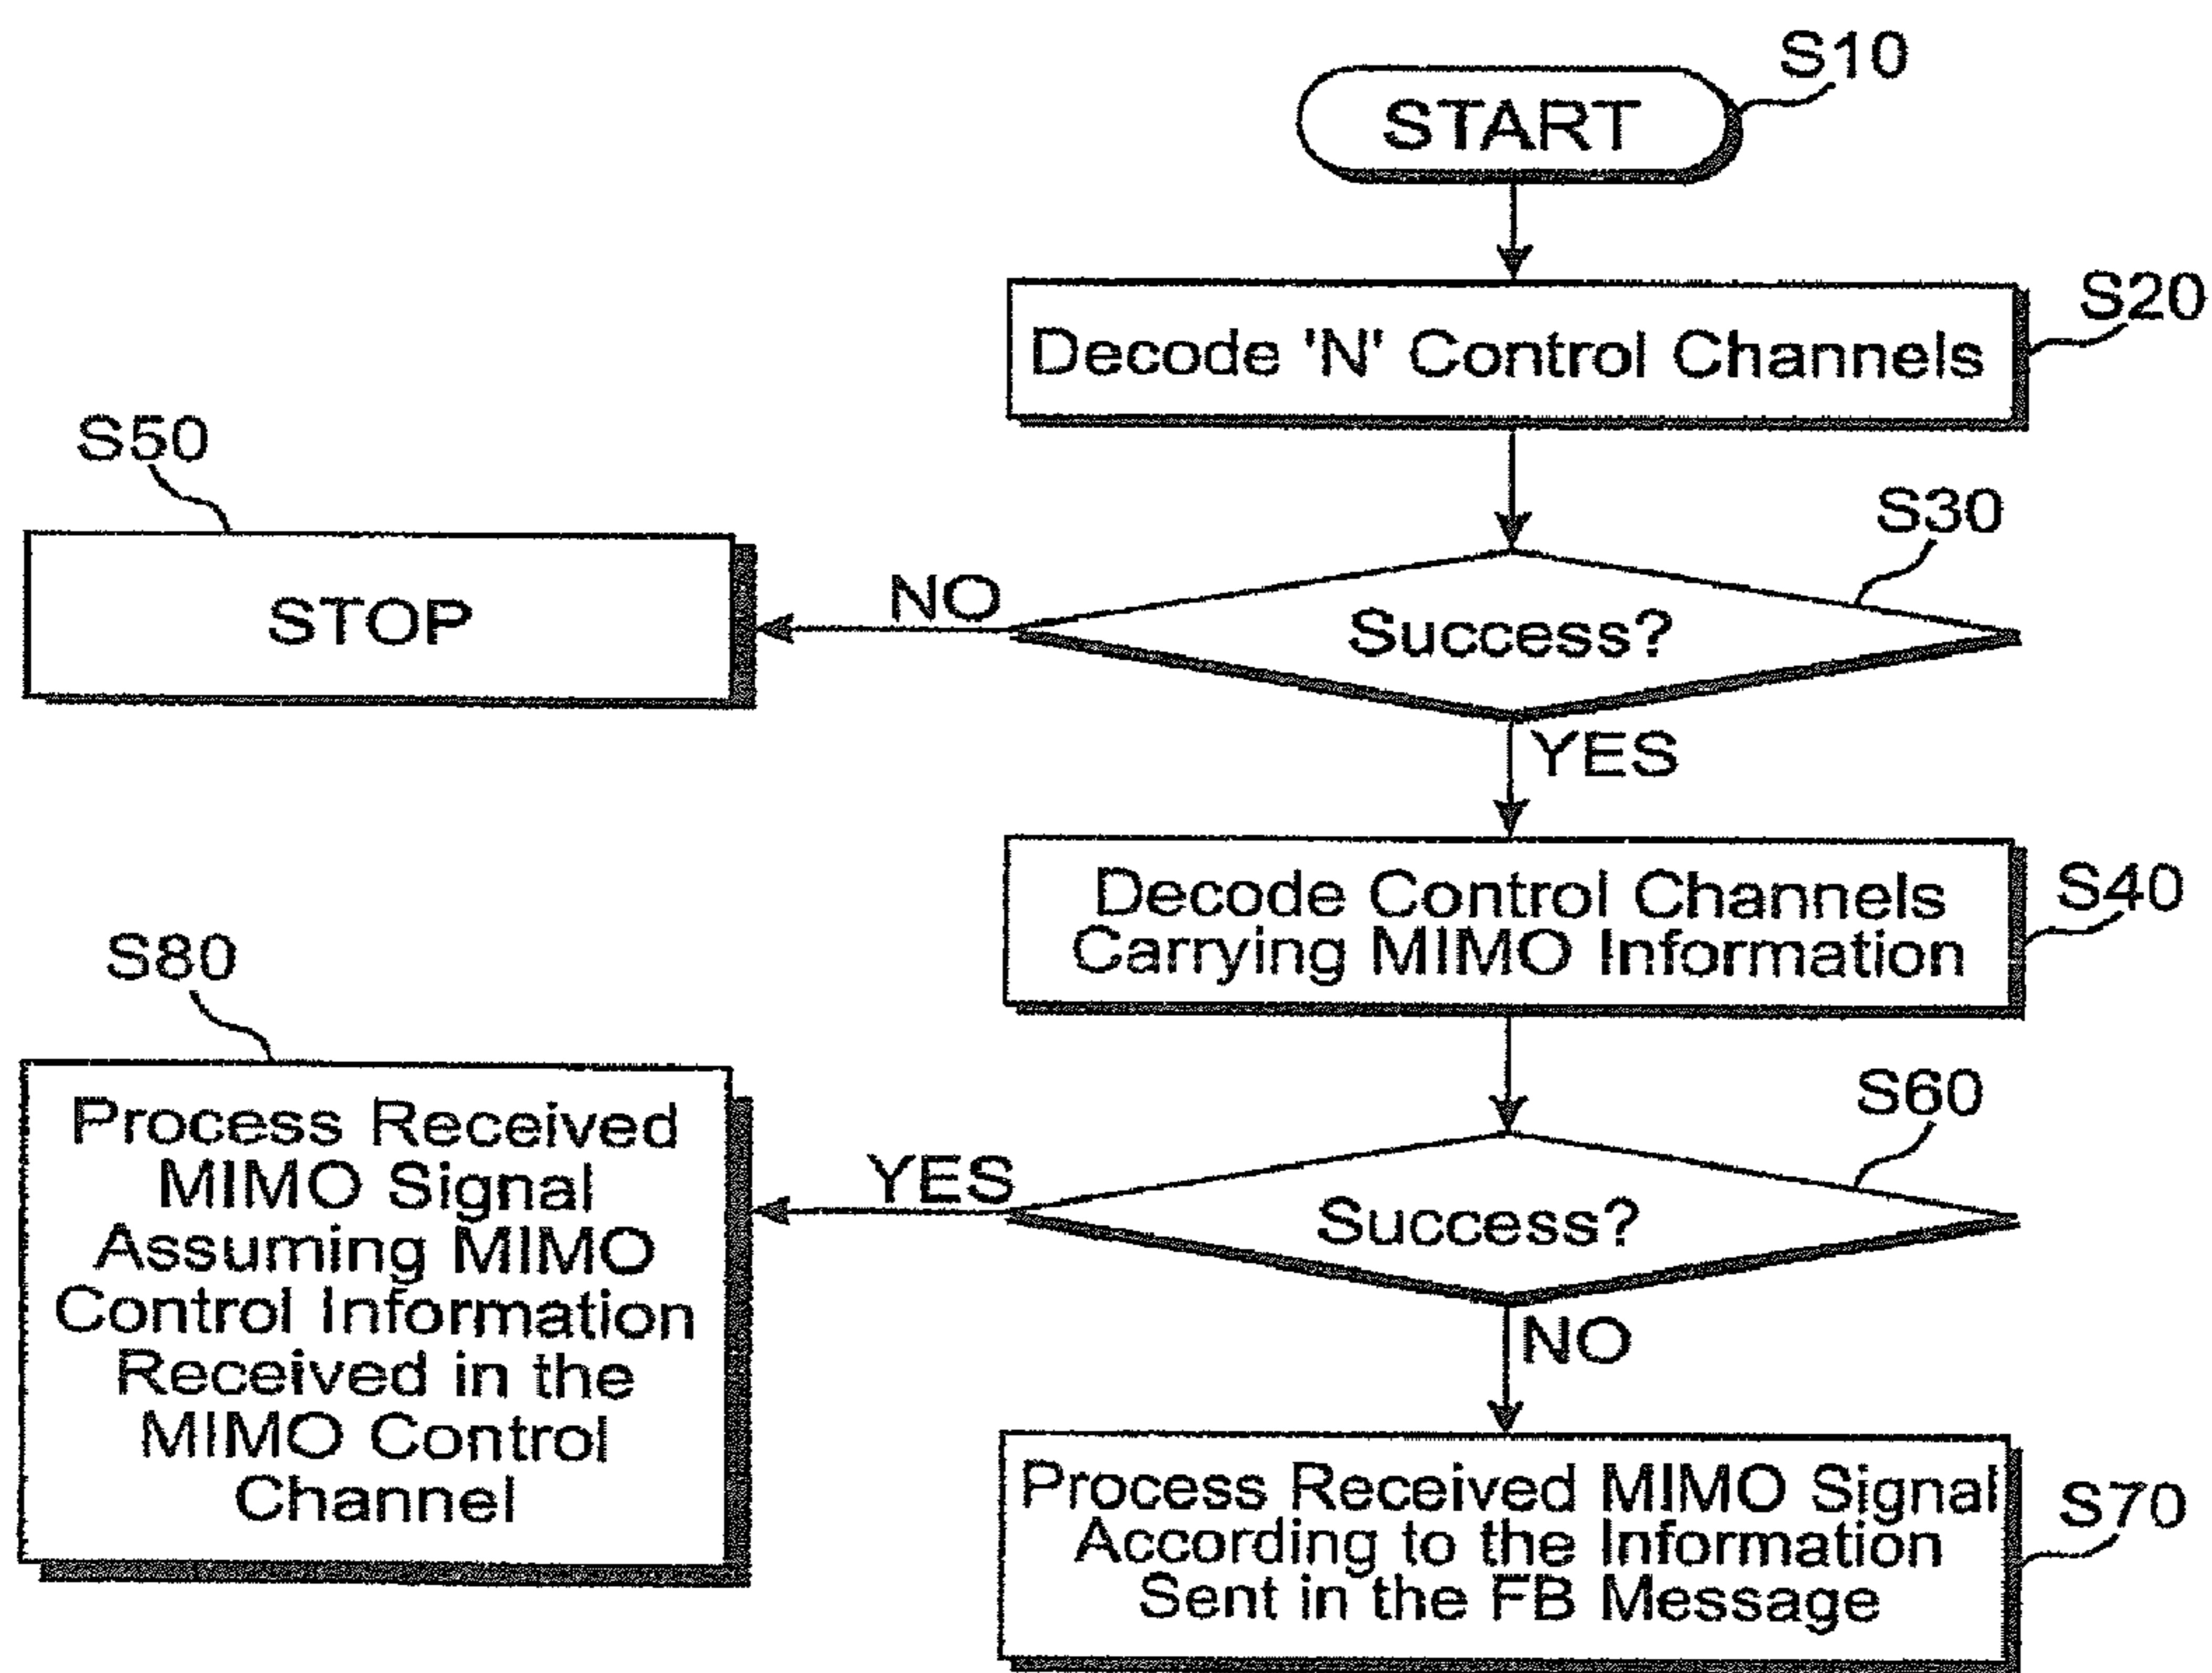 START
S10
Decode 'N' Control Channels
S20
S50
STOP
NO
Success?
S30
YES
Decode Control Channels
Carrying MIMO Information
S40
S80
Process Received
MIMO Signal
Assuming MIMO
Control Information
Received in the
MIMO Control
Channel
YES
Success?
S60
NO
Process Received MIMO Signal
According to the Information
Sent in the FB Message
S70